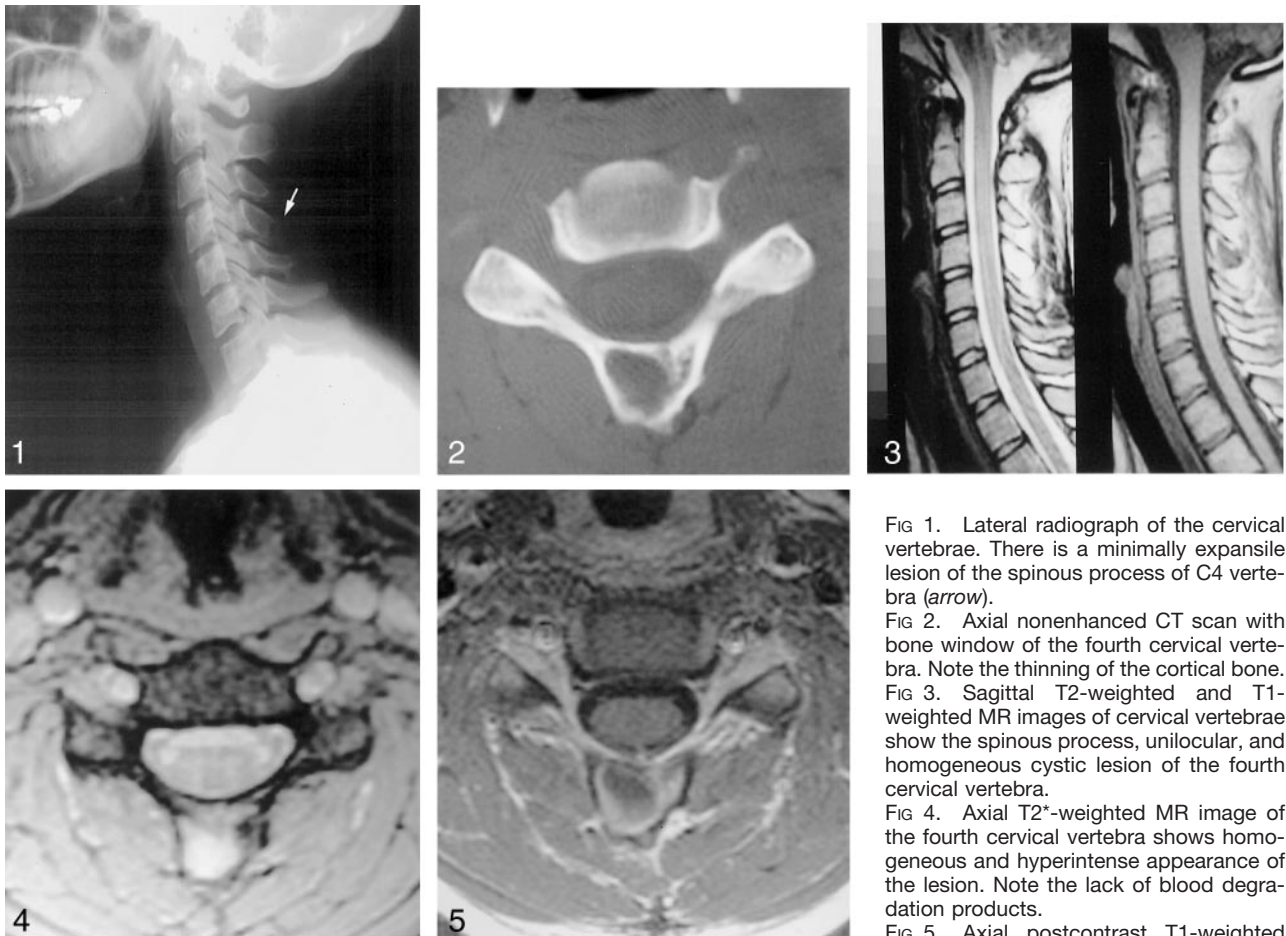 1
2
3
4
5
FIG 1. Lateral radiograph of the cervical
vertebrae. There is a minimally expansile
lesion of the spinous process of C4 verte-
bra (arrow).
FIG 2. Axial nonenhanced CT scan with
bone window of the fourth cervical verte-
bra. Note the thinning of the cortical bone.
FIG 3. Sagittal T2-weighted and T1-
weighted MR images of cervical vertebrae
show the spinous process, unilocular, and
homogeneous cystic lesion of the fourth
cervical vertebra.
FIG 4. Axial T2*-weighted MR image of
the fourth cervical vertebra shows homo-
geneous and hyperintense appearance of
the lesion. Note the lack of blood degra-
dation products.
FIG 5. Axial postcontrast T1-weighted